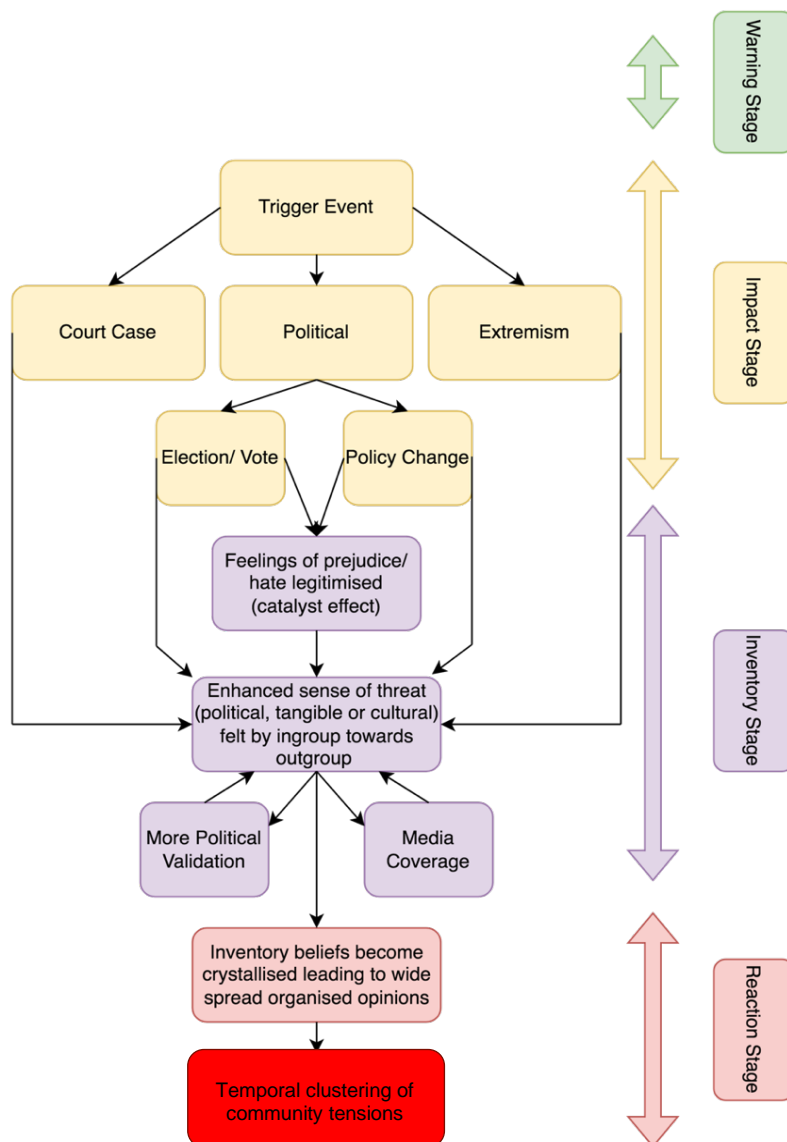 Warning Stage
Trigger Event
Court Case
Political
Extremism
Impact Stage
Election/ Vote
Policy Change
Feelings of prejudice/
hate legitimised
(catalyst effect)
Enhanced sense of threat
(political, tangible or cultural)
felt by ingroup towards
outgroup
Inventory Stage
More Political
Validation
Media
Coverage
Inventory beliefs become
crystallised leading to wide
spread organised opinions
Reaction Stage
Temporal clustering of
community tensions